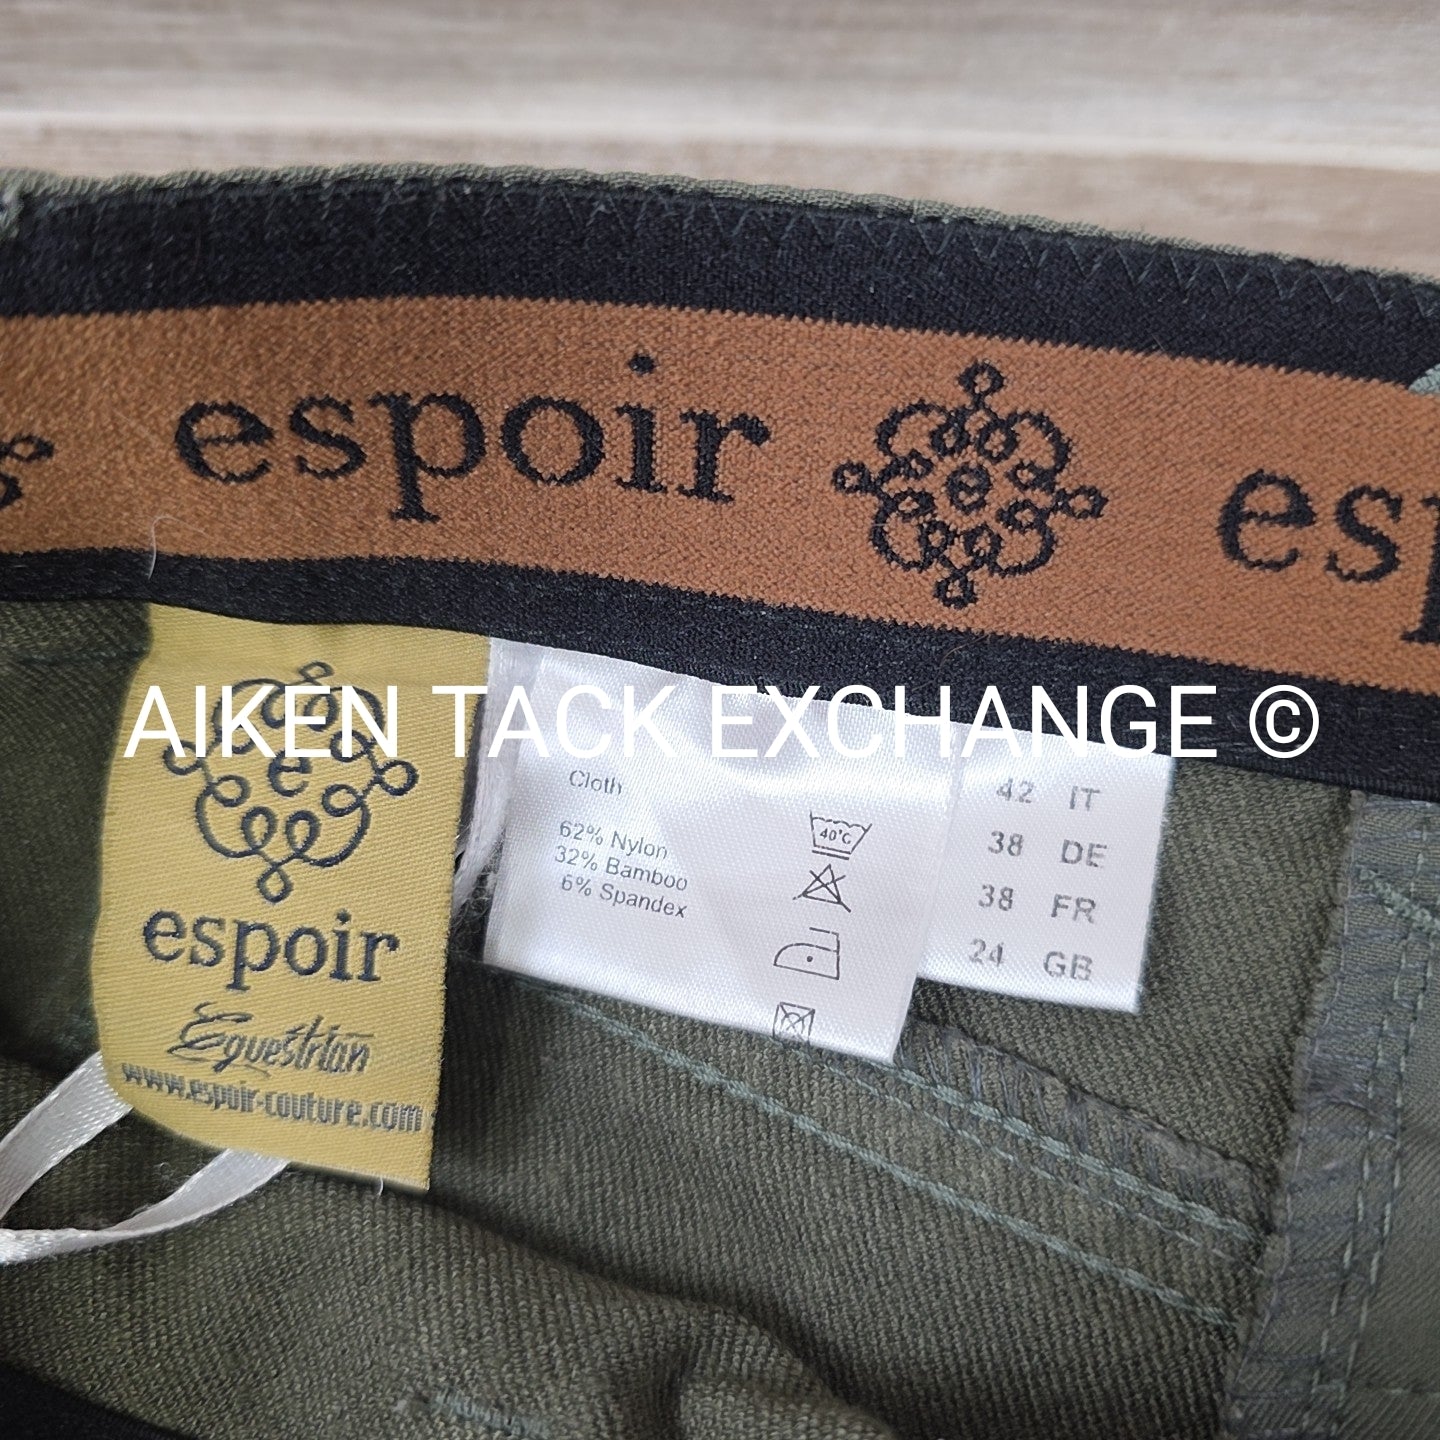 espoir
esp
AIKEN TACK EXCHANGE ©
e
espoir
Equestrian
www.espoir-couture.com
Cloth
62% Nylon
32% Bamboo
6% Spandex
40°C
42 IT
38 DE
38 FR
24 GB